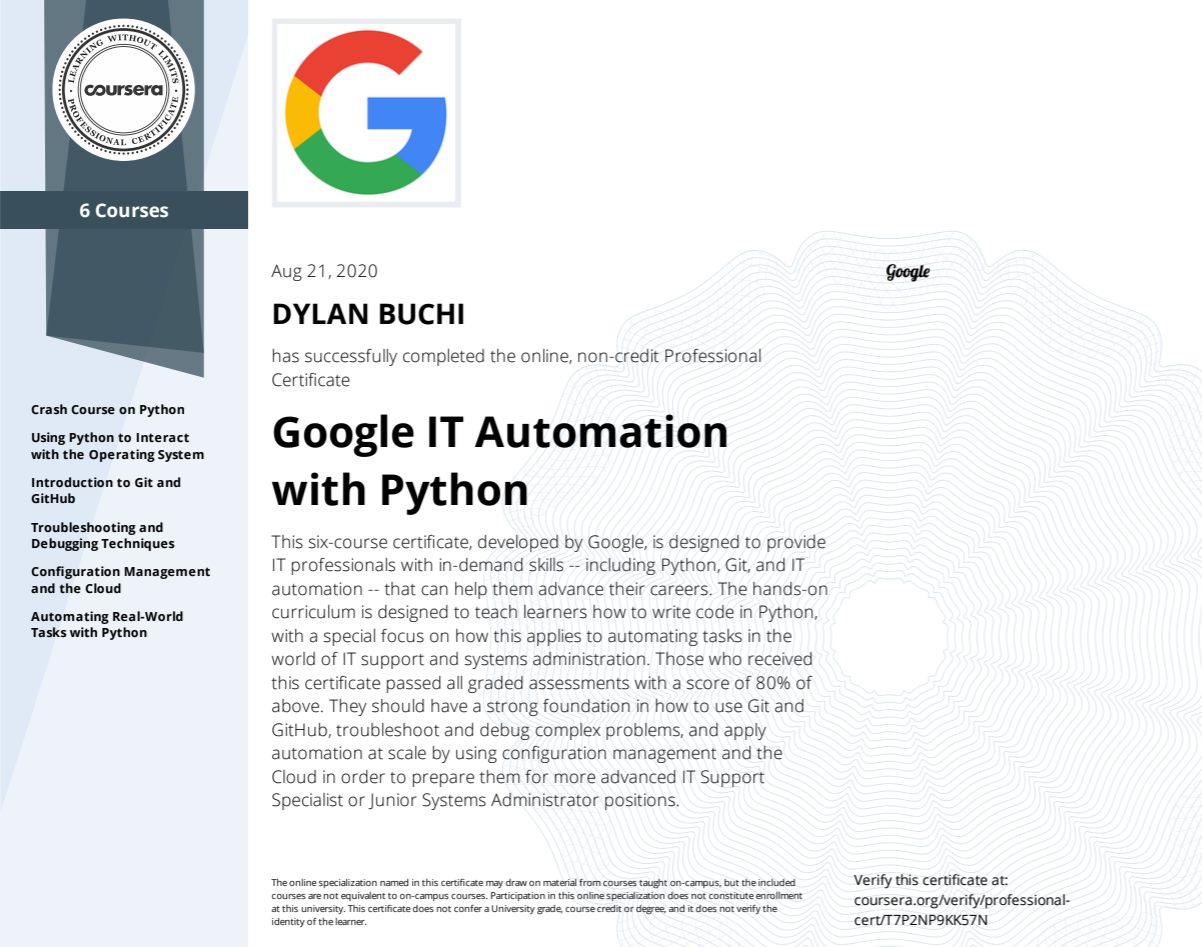 LEARNING WITHOUT LIMITS
coursera
PROFESSIONAL CERTIFICATE
6 Courses
Crash Course on Python
Using Python to Interact
with the Operating System
Introduction to Git and
GitHub
Troubleshooting and
Debugging Techniques
Configuration Management
and the Cloud
Automating Real-World
Tasks with Python
Aug 21, 2020
Google
DYLAN BUCHI
has successfully completed the online, non-credit Professional
Certificate
Google IT Automation
with Python
This six-course certificate, developed by Google, is designed to provide
IT professionals with in-demand skills -- including Python, Git, and IT
automation -- that can help them advance their careers. The hands-on
curriculum is designed to teach learners how to write code in Python,
with a special focus on how this applies to automating tasks in the
world of IT support and systems administration. Those who received
this certificate passed all graded assessments with a score of 80% of
above. They should have a strong foundation in how to use Git and
GitHub, troubleshoot and debug complex problems, and apply
automation at scale by using configuration management and the
Cloud in order to prepare them for more advanced IT Support
Specialist or Junior Systems Administrator positions.
The online specialization named in this certificate may draw on material from courses taught on-campus, but the included
courses are not equivalent to on-campus courses. Participation in this online specialization does not constitute enrollment
at this university. This certificate does not confer a University grade, course credit or degree, and it does not verify the
identity of the learner.
Verify this certificate at:
coursera.org/verify/professional-
cert/T7P2NP9KK57N